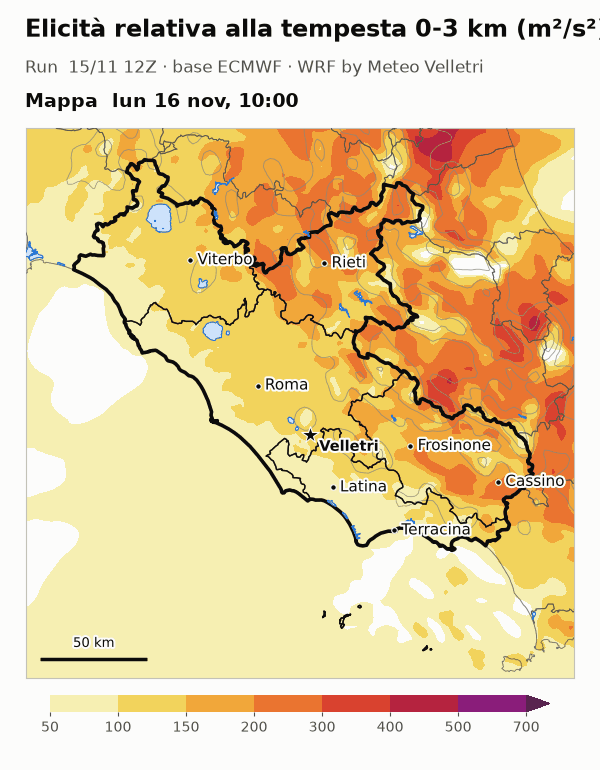 Elicità relativa alla tempesta 0-3 km (m²/s²)
Run 15/11 12Z · base ECMWF · WRF by Meteo Velletri
Mappa lun 16 nov, 10:00
Viterbo
Rieti
Roma
Velletri
Frosinone
Cassino
Latina
Terracina
50 km
50 100 150 200 300 400 500 700